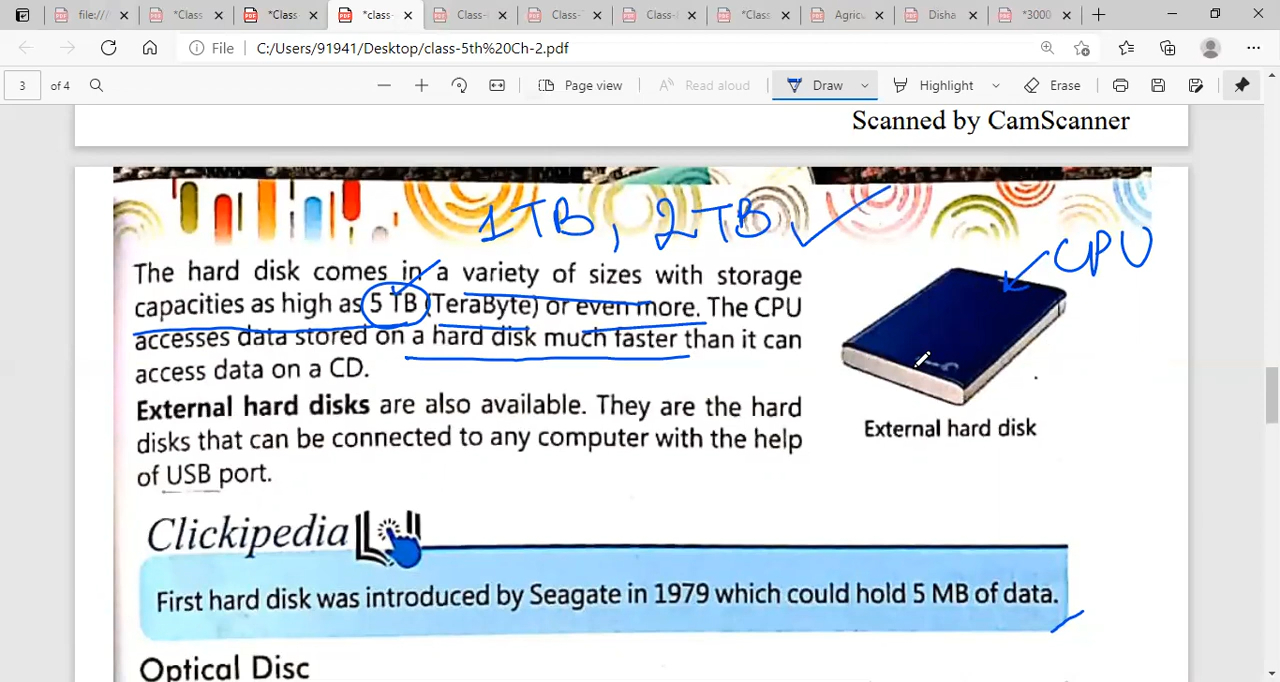 file:///
*Class
*Class-
*class-
Class-
Class-
Class-
*Class
Agricu
Disha
*3000
File
C:/Users/91941/Desktop/class-5th%20Ch-2.pdf
3 of 4
Page view
Read aloud
Draw
Highlight
Erase
Scanned by CamScanner
1TB, 2TB
CPU
The hard disk comes in a variety of sizes with storage
capacities as high as 5 TB (TeraByte) or even more. The CPU
accesses data stored on a hard disk much faster than it can
access data on a CD.
External hard disks are also available. They are the hard
disks that can be connected to any computer with the help
of USB port.
External hard disk
Clickipedia
First hard disk was introduced by Seagate in 1979 which could hold 5 MB of data.
Optical Disc